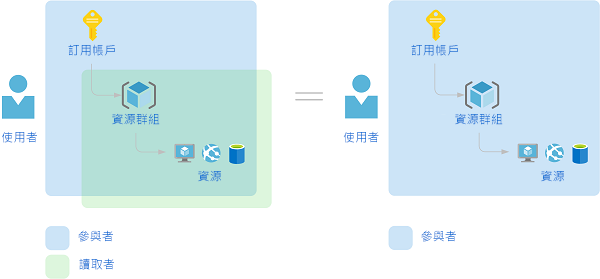 訂用帳戶
資源群組
使用者
資源
參與者
讀取者
訂用帳戶
資源群組
使用者
資源
參與者